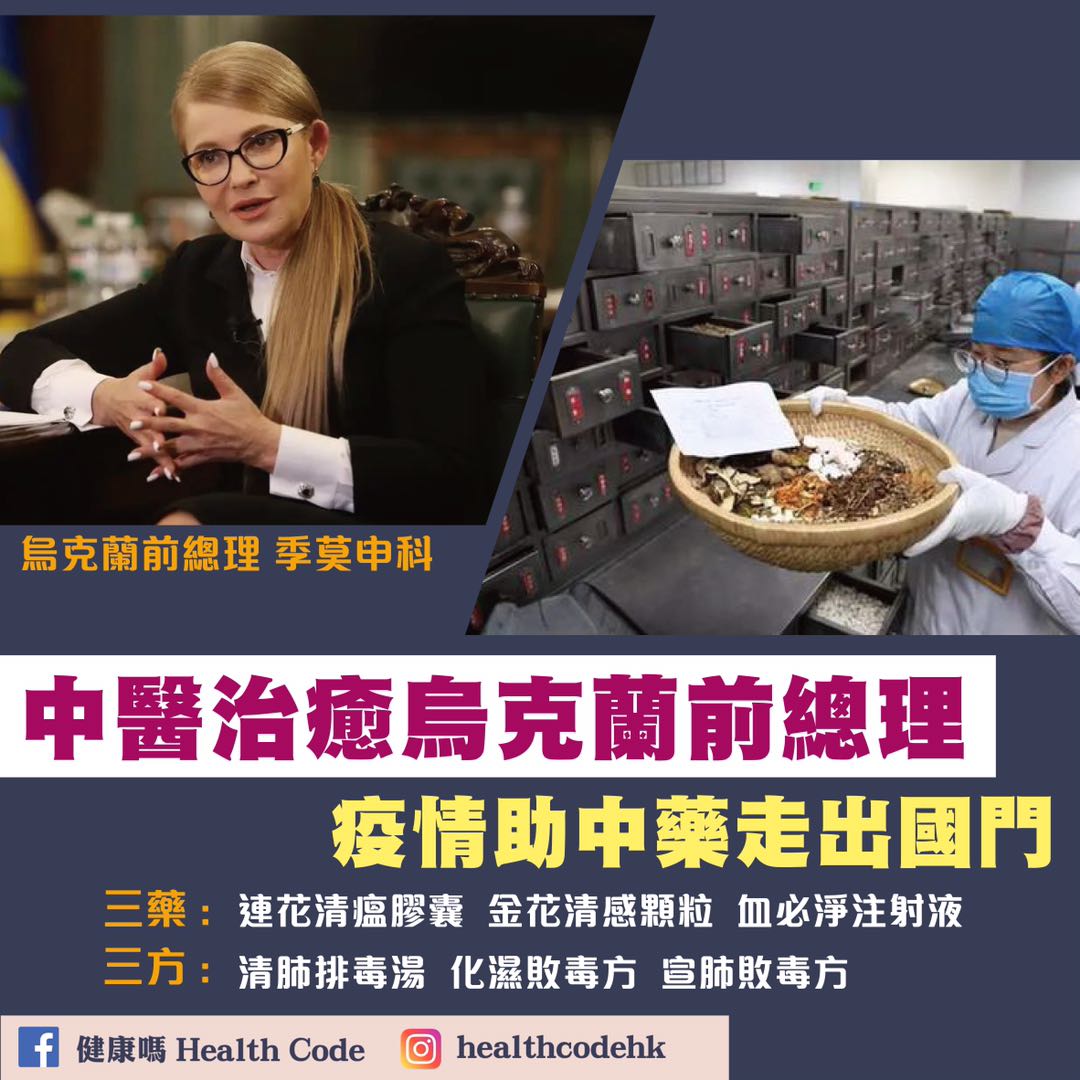 烏克蘭前總理 季莫申科
中醫治癒烏克蘭前總理
疫情助中藥走出國門
三藥： 連花清瘟膠囊 金花清感顆粒 血必淨注射液
三方： 清肺排毒湯 化濕敗毒方 宣肺敗毒方
健康嗎 Health Code healthcodehk